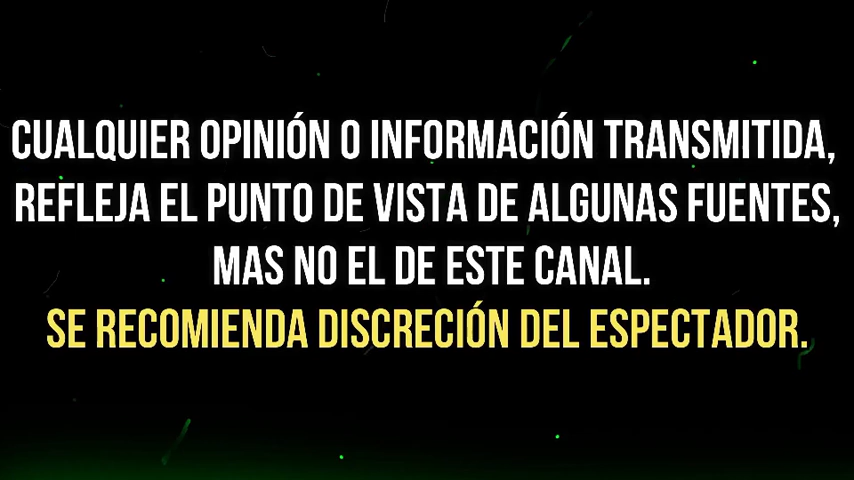 CUALQUIER OPINIÓN O INFORMACIÓN TRANSMITIDA,
REFLEJA EL PUNTO DE VISTA DE ALGUNAS FUENTES,
MAS NO EL DE ESTE CANAL.
SE RECOMIENDA DISCRECIÓN DEL ESPECTADOR.